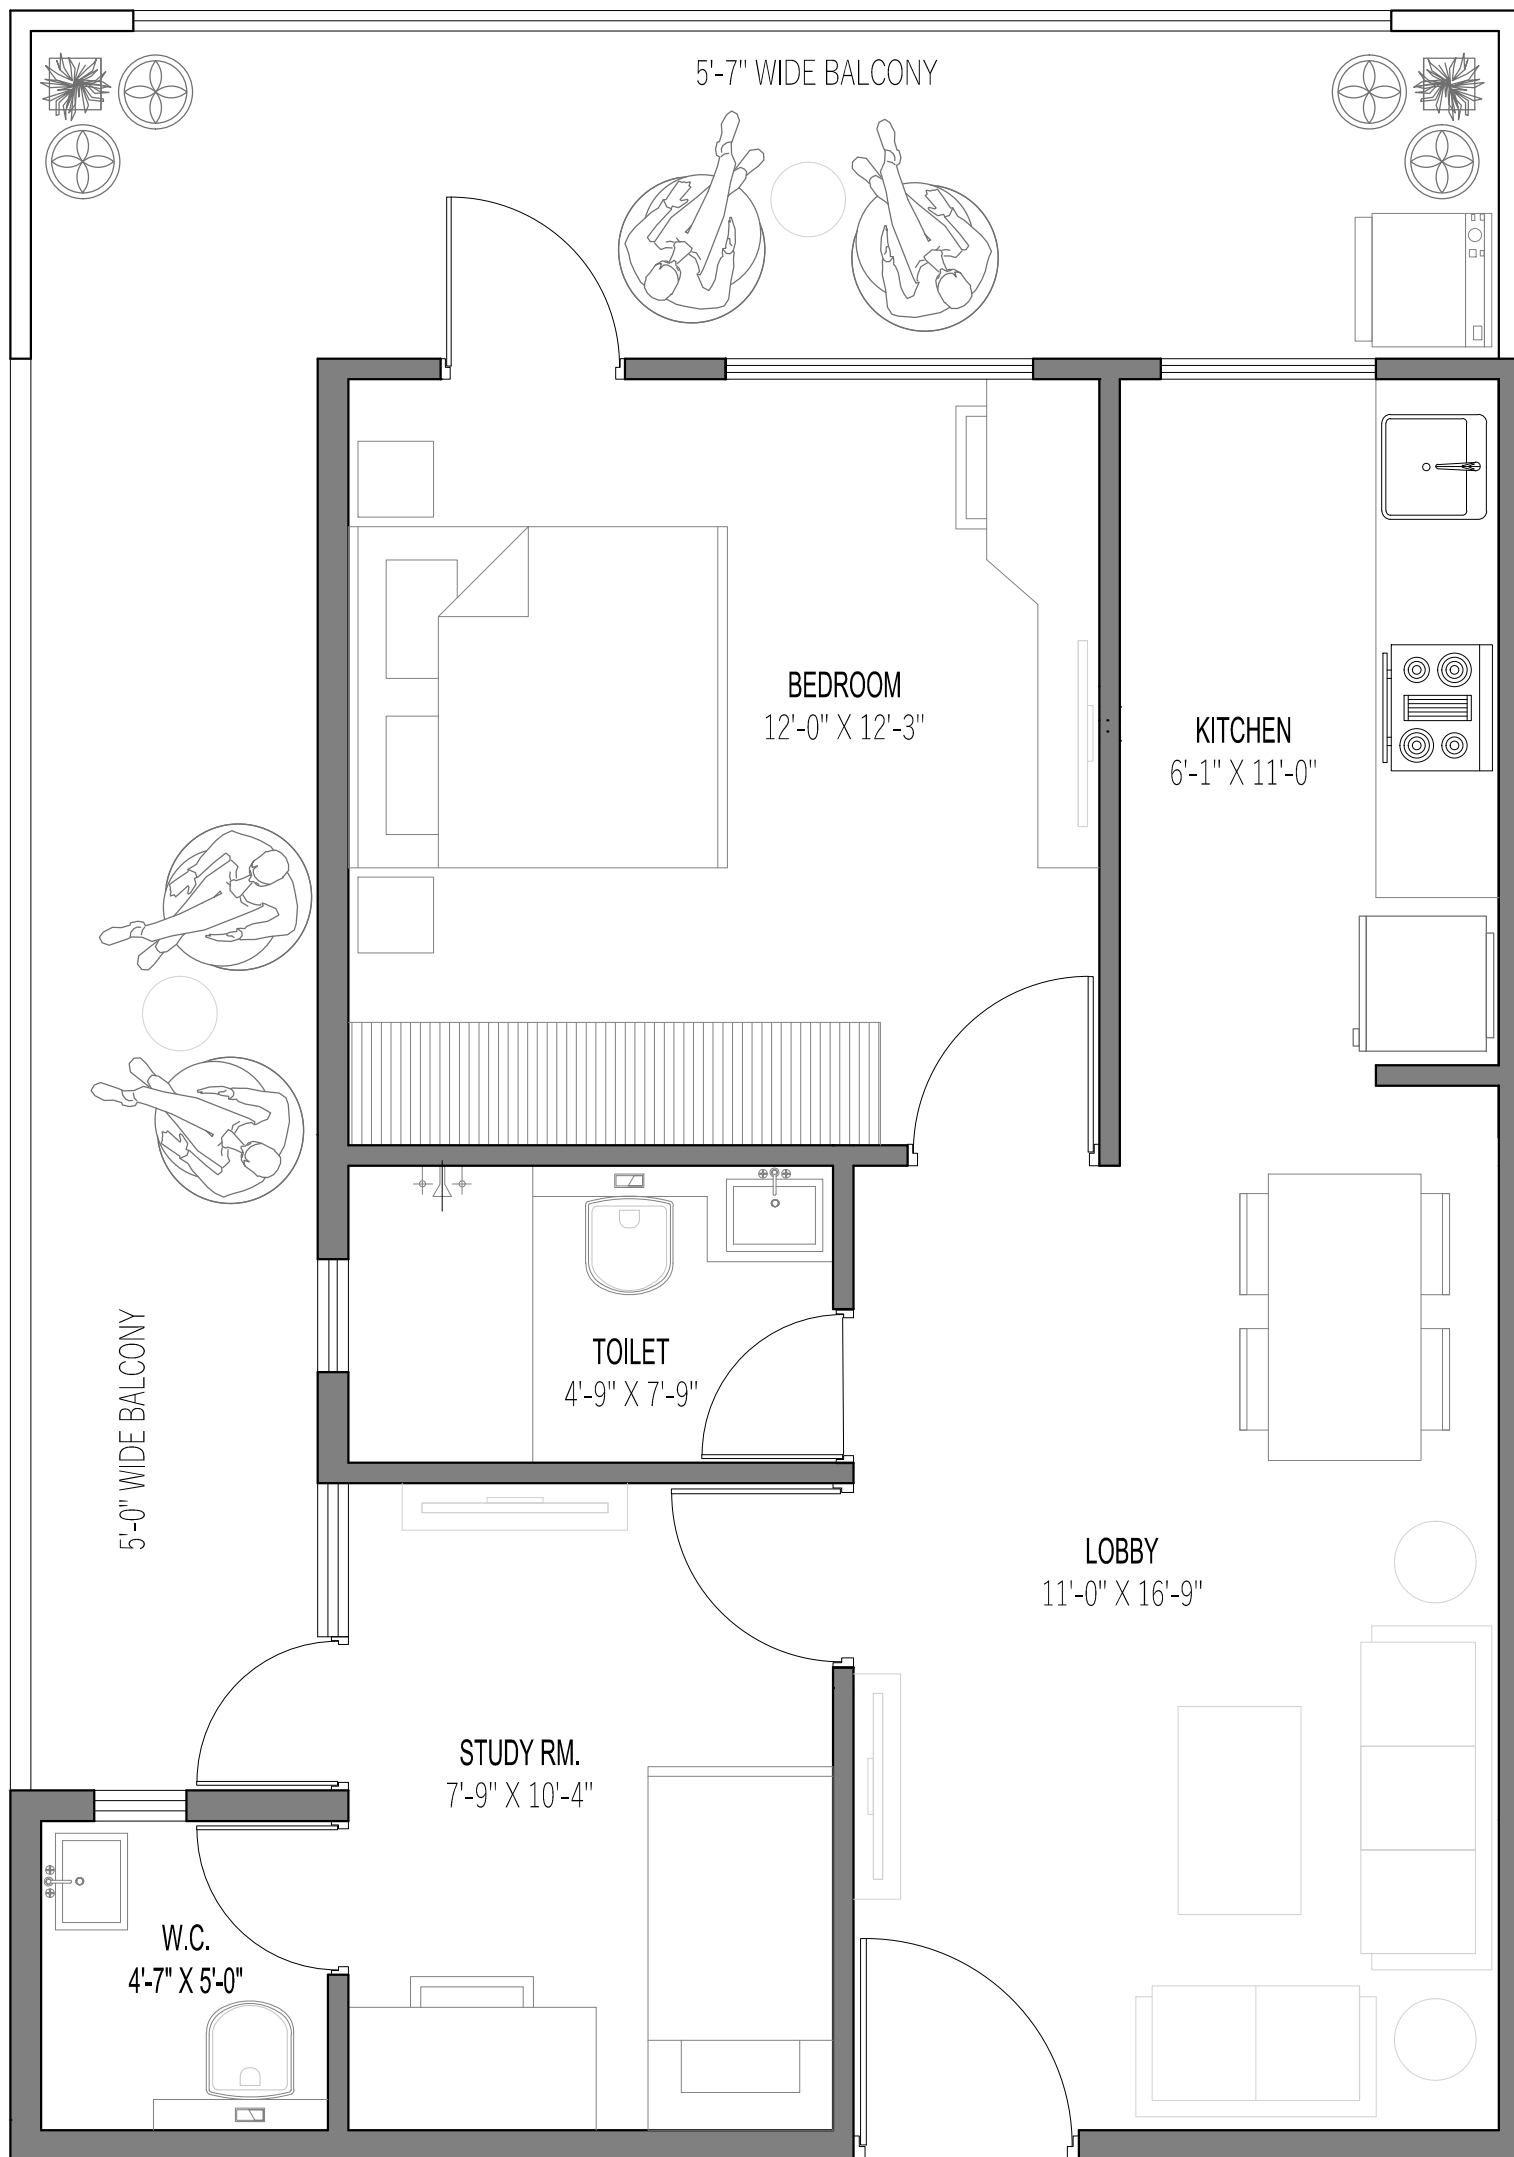 5'-7" WIDE BALCONY
BEDROOM
12'-0" X 12'-3"
KITCHEN
6'-1" X 11'-0"
5'-0" WIDE BALCONY
TOILET
4'-9" X 7'-9"
LOBBY
11'-0" X 16'-9"
STUDY RM.
7'-9" X 10'-4"
W.C.
4'-7" X 5'-0"